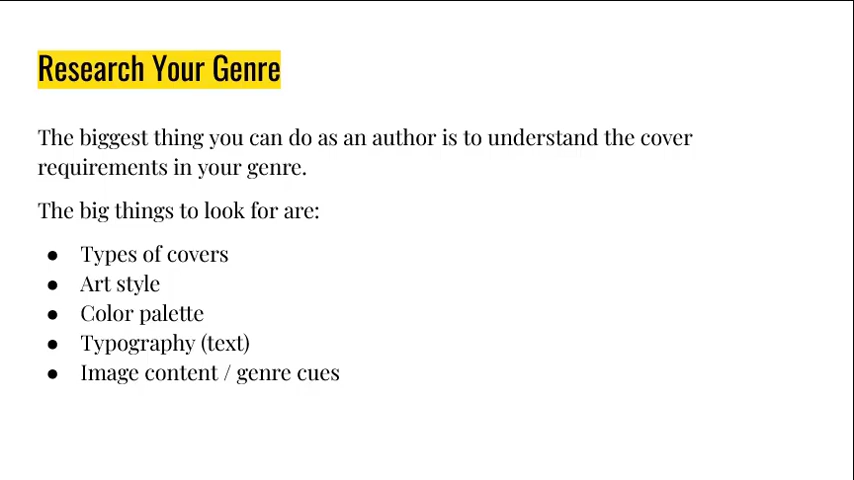 Research Your Genre
The biggest thing you can do as an author is to understand the cover
requirements in your genre.
The big things to look for are:
● Types of covers
● Art style
● Color palette
● Typography (text)
● Image content / genre cues